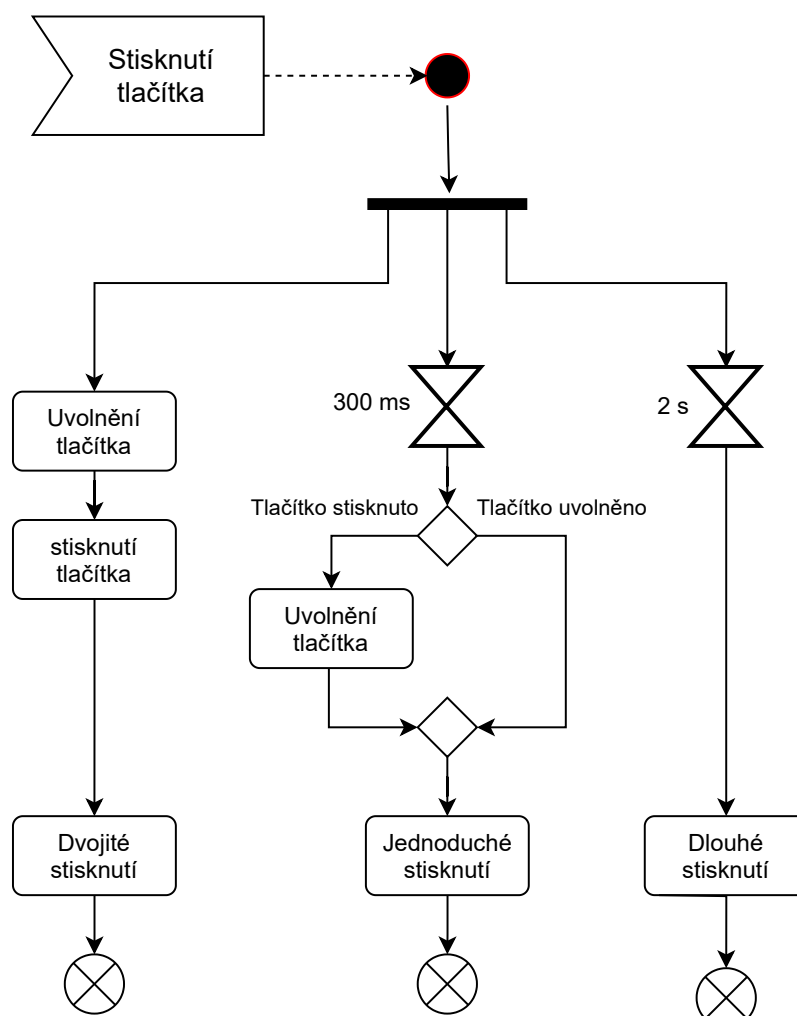 Stisknutí
tlačítka
300 ms
2 s
Uvolnění
tlačítka
Tlačítko stisknuto
Tlačítko uvolněno
stisknutí
tlačítka
Uvolnění
tlačítka
Dvojité
stisknutí
Jednoduché
stisknutí
Dlouhé
stisknutí